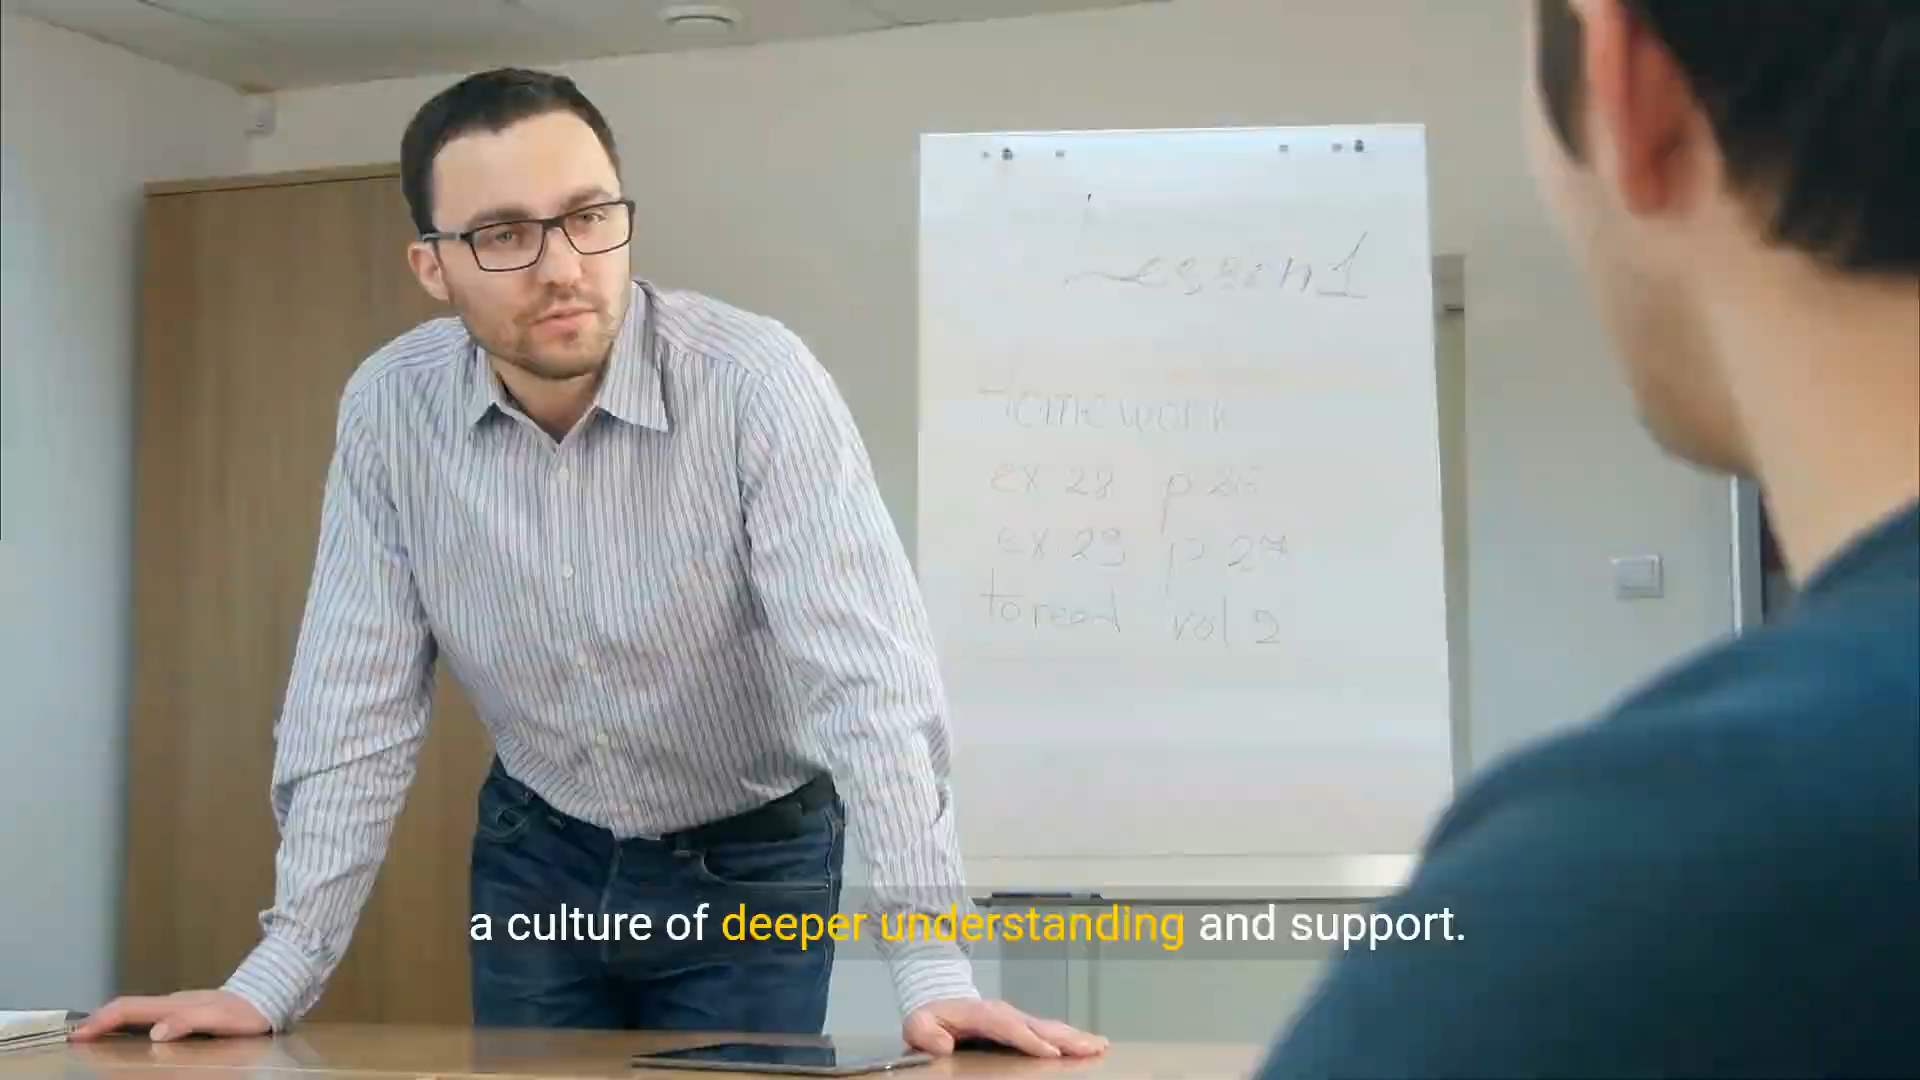 Lesson 1
Homework
ex 28 p 26
ex 29 p 27
to read vol 2
a culture of deeper understanding and support.